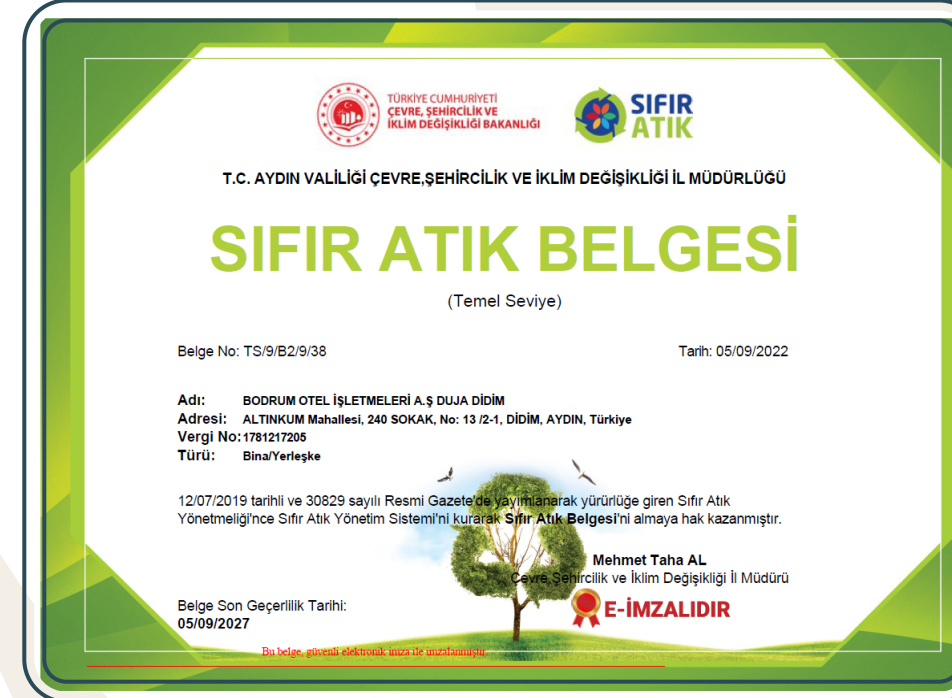 TÜRKİYE CUMHURİYETİ
ÇEVRE, ŞEHİRCİLİK VE
İKLİM DEĞİŞİKLİĞİ BAKANLIĞI
SIFIR
ATIK
T.C. AYDIN VALİLİĞİ ÇEVRE,ŞEHİRCİLİK VE İKLİM DEĞİŞİKLİĞİ İL MÜDÜRLÜĞÜ
SIFIR ATIK BELGESİ
(Temel Seviye)
Belge No: TS/9/B2/9/38 Tarih: 05/09/2022
Adı: BODRUM OTEL İŞLETMELERİ A.Ş DUJA DİDİM
Adresi: ALTINKUM Mahallesi, 240 SOKAK, No: 13 /2-1, DİDİM, AYDIN, Türkiye
Vergi No: 1781217205
Türü: Bina/Yerleşke
12/07/2019 tarihli ve 30829 sayılı Resmi Gazete'de yayımlanarak yürürlüğe giren Sıfır Atık
Yönetmeliği'nce Sıfır Atık Yönetim Sistemi'ni kurarak Sıfır Atık Belgesi'ni almaya hak kazanmıştır.
Mehmet Taha AL
Çevre,Şehircilik ve İklim Değişikliği İl Müdürü
E-İMZALIDIR
Belge Son Geçerlilik Tarihi:
05/09/2027
Bu belge, güvenli elektronik imza ile imzalanmıştır.